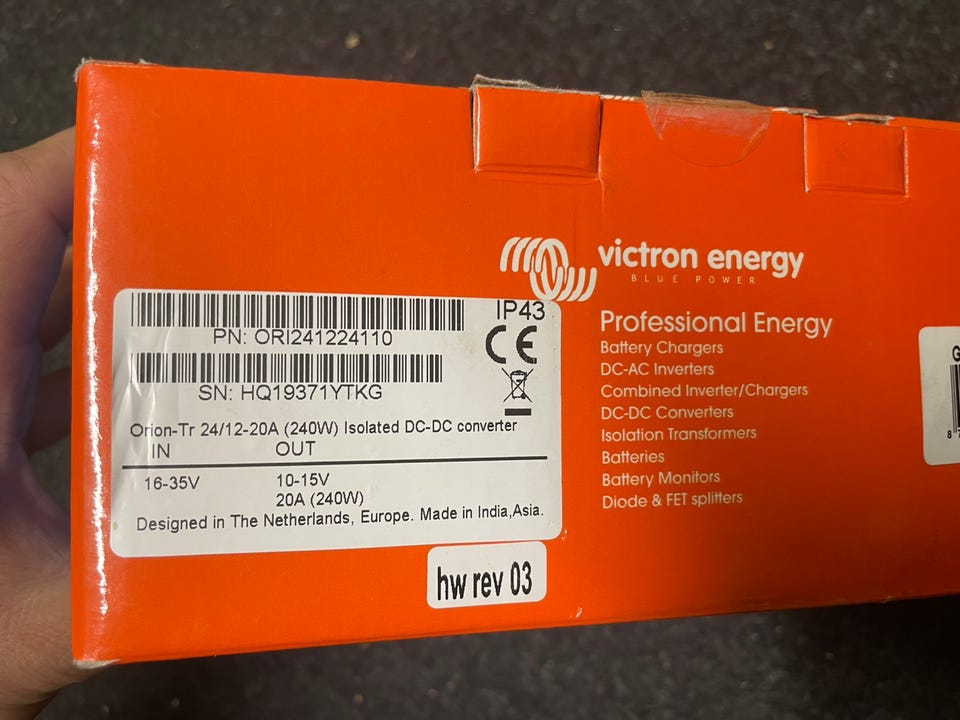 PN: ORI241224110
SN: HQ19371YTKG
IP43
CE
Orion-Tr 24/12-20A (240W) Isolated DC-DC converter
IN OUT
16-35V 10-15V
20A (240W)
Designed in The Netherlands, Europe. Made in India,Asia.
hw rev 03
victron energy
BLUE POWER
Professional Energy
Battery Chargers
DC-AC Inverters
Combined Inverter/Chargers
DC-DC Converters
Isolation Transformers
Batteries
Battery Monitors
Diode & FET splitters
G
8